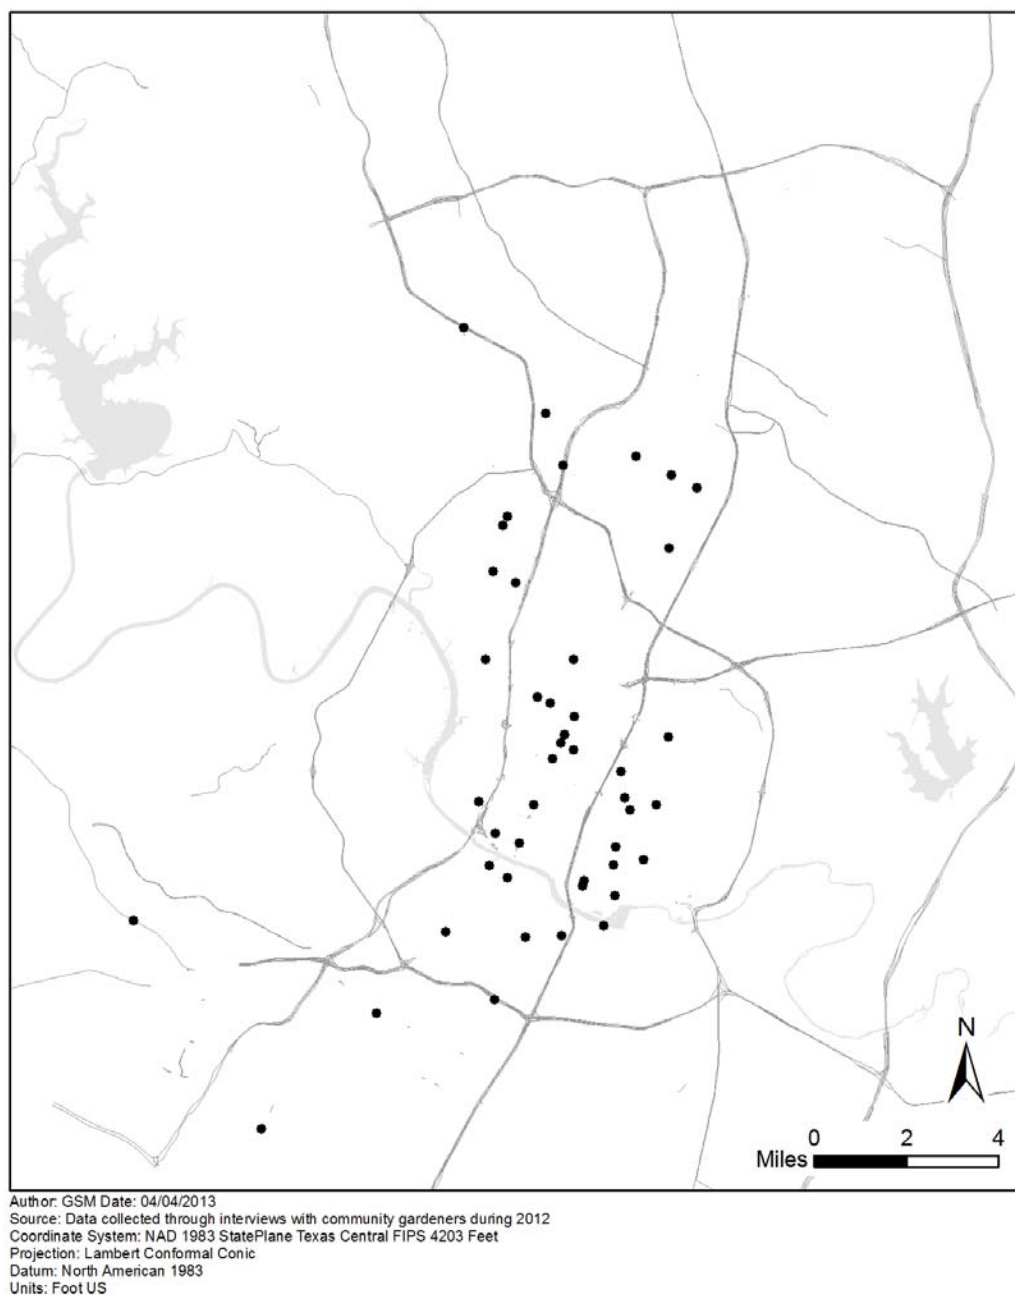 N
0 2 4
Miles
Author: GSM Date: 04/04/2013
Source: Data collected through interviews with community gardeners during 2012
Coordinate System: NAD 1983 StatePlane Texas Central FIPS 4203 Feet
Projection: Lambert Conformal Conic
Datum: North American 1983
Units: Foot US